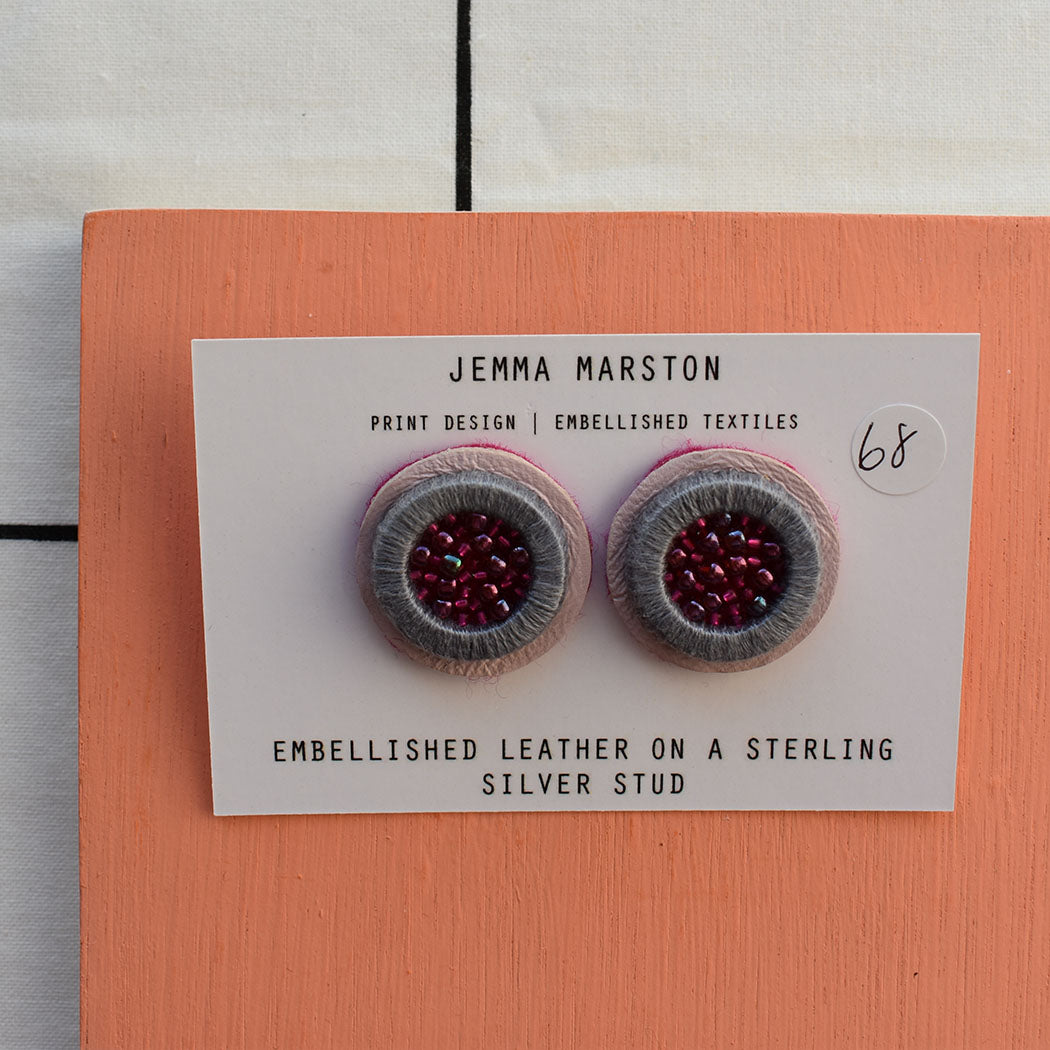 JEMMA MARSTON
PRINT DESIGN | EMBELLISHED TEXTILES
68
EMBELLISHED LEATHER ON A STERLING
SILVER STUD